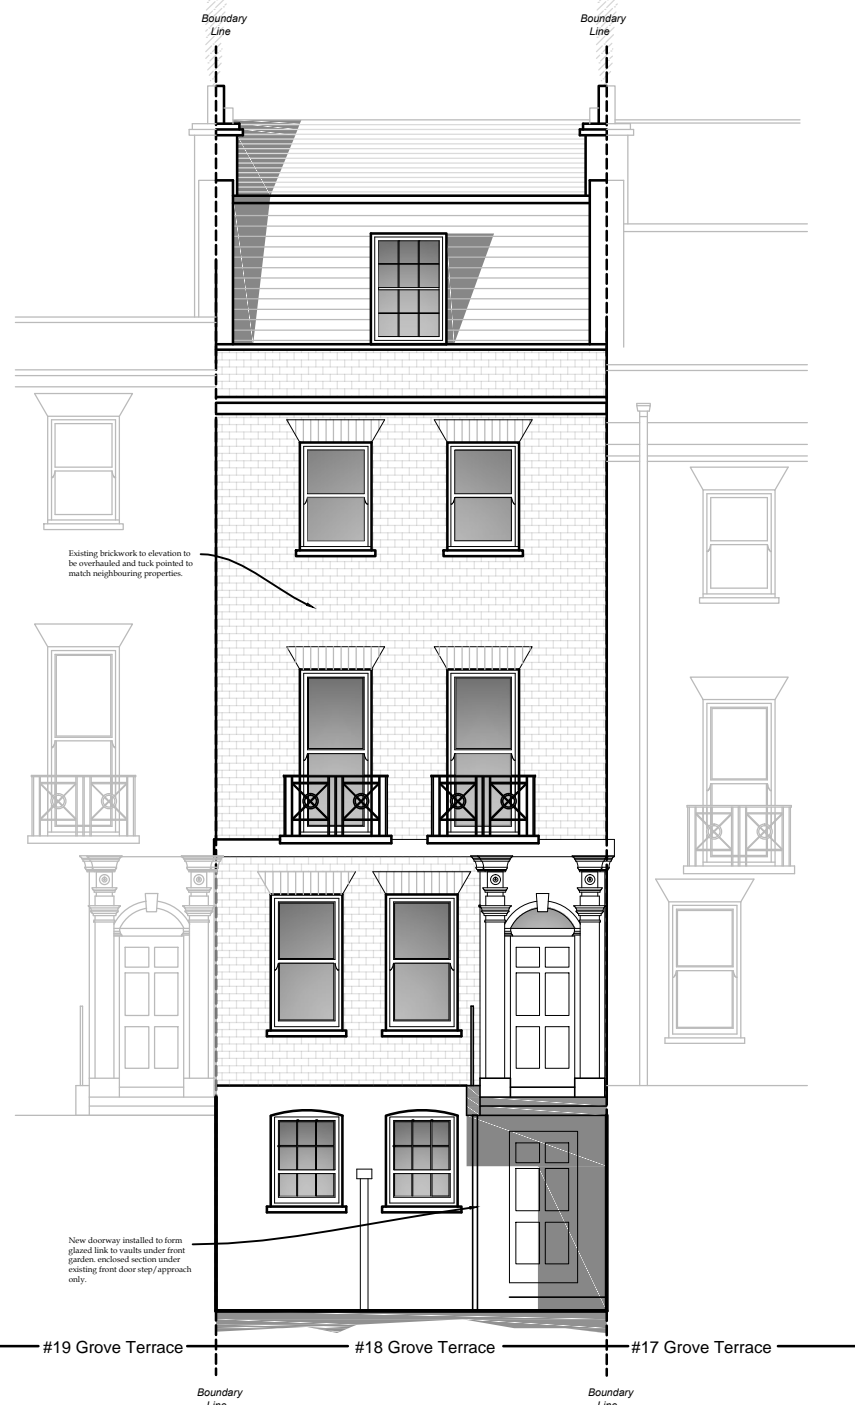 Boundary
Line
Boundary
Line
Existing brickwork to elevation to
be overhauled and tuck pointed to
match neighbouring properties.
New doorway installed to form
glazed link to vaults under front
garden. enclosed section under
existing front door step/approach
only.
#19 Grove Terrace
#18 Grove Terrace
#17 Grove Terrace
Boundary
Line
Boundary
Line